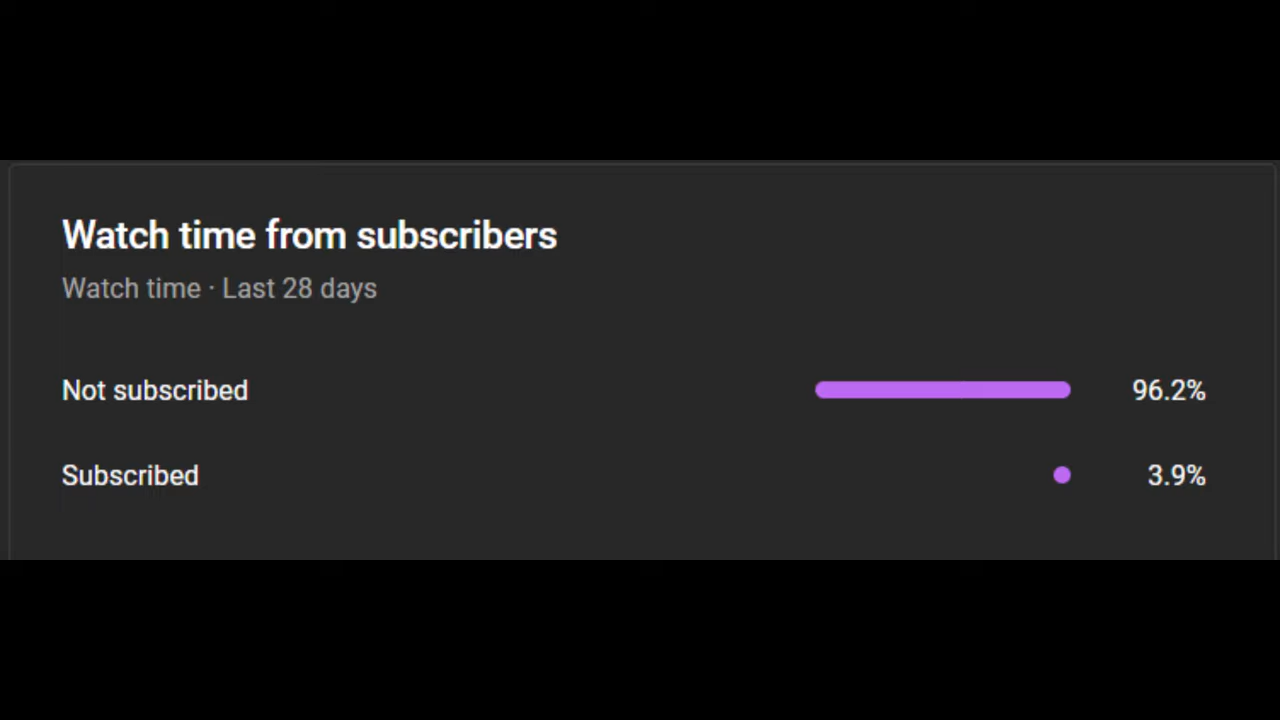 Watch time from subscribers
Watch time · Last 28 days
Not subscribed 96.2%
Subscribed 3.9%